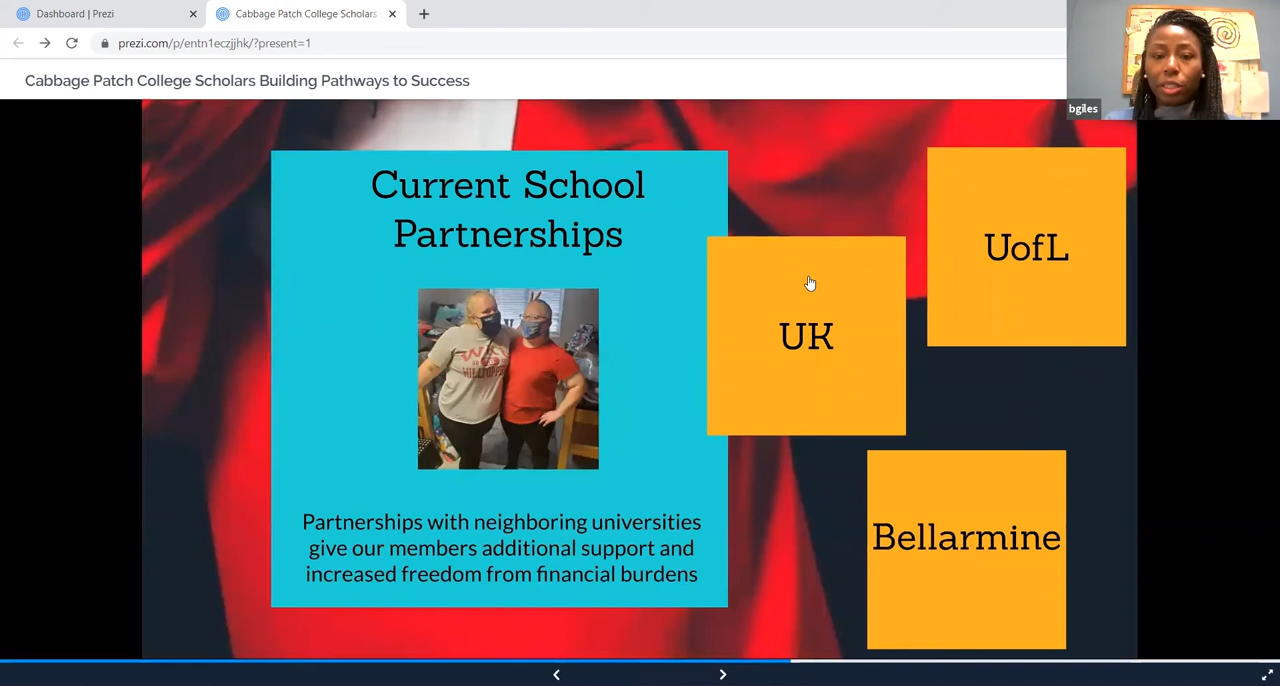 Dashboard | Prezi
Cabbage Patch College Scholars
prezi.com/p/entn1eczjjhk/?present=1
Cabbage Patch College Scholars Building Pathways to Success
bgiles
Current School
Partnerships
UofL
UK
HILLTOPPE
Partnerships with neighboring universities
give our members additional support and
increased freedom from financial burdens
Bellarmine